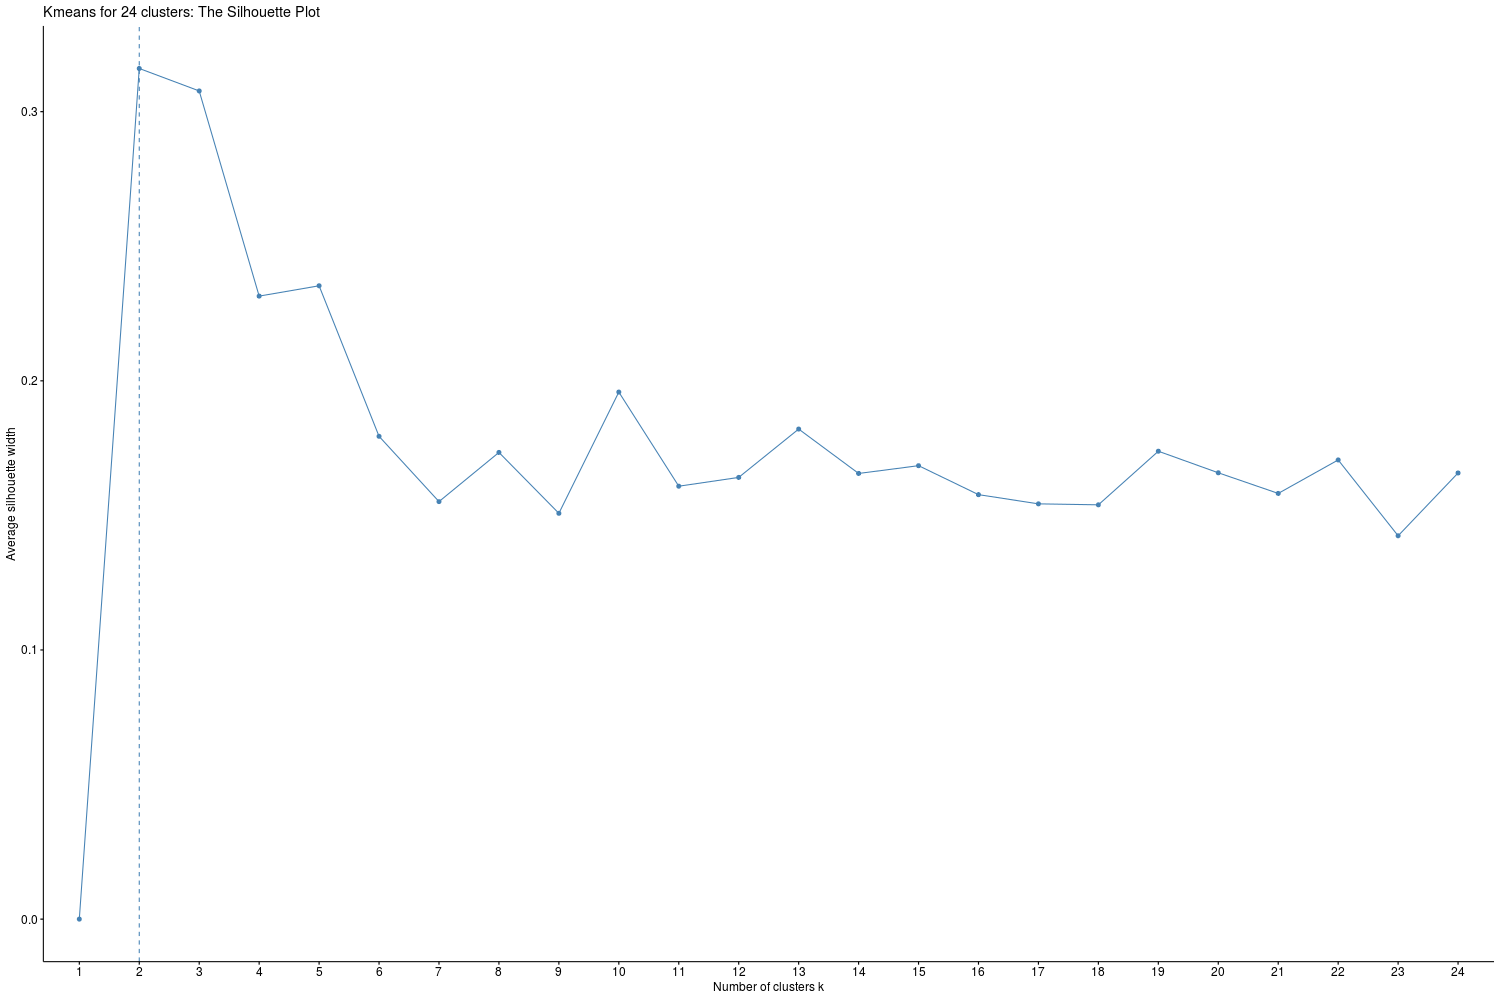 Kmeans for 24 clusters: The Silhouette Plot
0.3
0.2
0.1
0.0
Average silhouette width
1 2 3 4 5 6 7 8 9 10 11 12 13 14 15 16 17 18 19 20 21 22 23 24
Number of clusters k